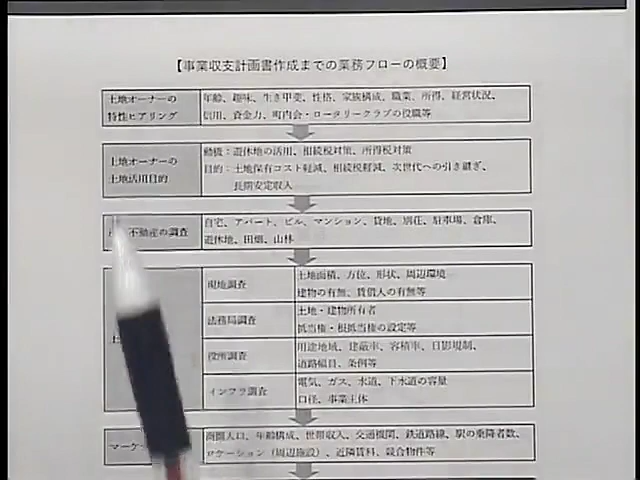 【事業収支計画書作成までの業務フローの概要】
土地オーナーの
特性ヒアリング
年齢、趣味、生き甲斐、性格、家族構成、職業、所得、経営状況、
信用、資金力、町内会・ロータリークラブの役職等
土地オーナーの
土地活用目的
動機：遊休地の活用、相続税対策、所得税対策
目的：土地保有コスト軽減、相続税軽減、次世代への引き継ぎ、
長期安定収入
不動産の調査
自宅、アパート、ビル、マンション、貸地、別荘、駐車場、倉庫、
遊休地、田畑、山林
現地調査
土地面積、方位、形状、周辺環境
建物の有無、賃借人の有無等
法務局調査
土地・建物所有者
抵当権・根抵当権の設定等
役所調査
用途地域、建蔽率、容積率、日影規制、
道路幅員、条例等
インフラ調査
電気、ガス、水道、下水道の容量
口径、事業主体
マーケ
商圏人口、年齢構成、世帯収入、交通機関、鉄道路線、駅の乗降者数、
ロケーション（周辺施設）、近隣賃料、競合物件等